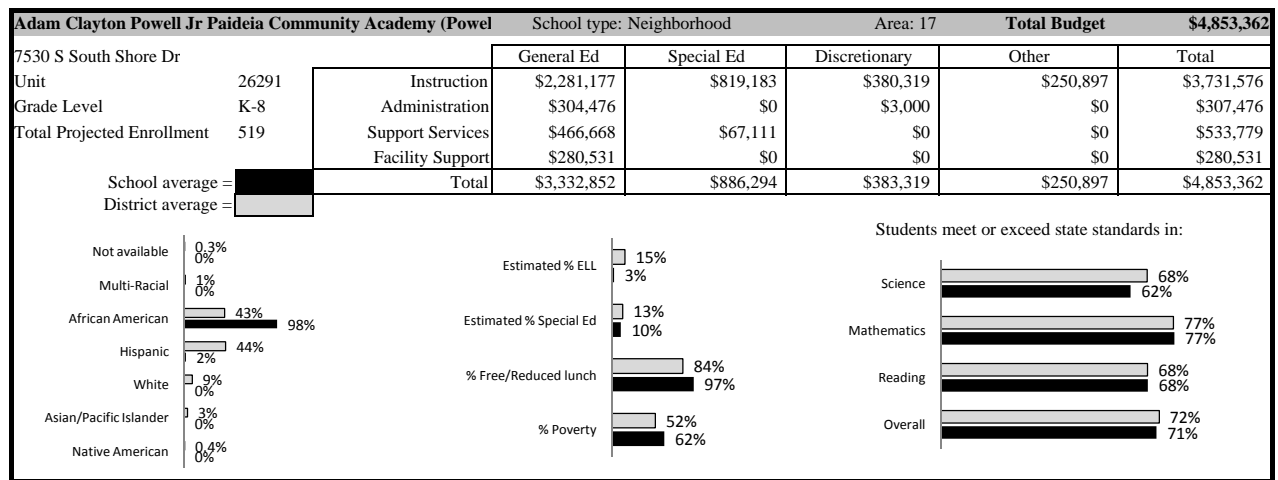 Adam Clayton Powell Jr Paideia Community Academy (Powel School type: Neighborhood Area: 17 Total Budget $4,853,362
7530 S South Shore Dr General Ed Special Ed Discretionary Other Total
Unit 26291 Instruction $2,281,177 $819,183 $380,319 $250,897 $3,731,576
Grade Level K-8 Administration $304,476 $0 $3,000 $0 $307,476
Total Projected Enrollment 519 Support Services $466,668 $67,111 $0 $0 $533,779
Facility Support $280,531 $0 $0 $0 $280,531
School average = Total $3,332,852 $886,294 $383,319 $250,897 $4,853,362
District average =
Not available 0.3%
0%
Multi-Racial 1%
0%
African American 43%
98%
Hispanic 44%
2%
White 9%
0%
Asian/Pacific Islander 3%
0%
Native American 0.4%
0%
Estimated % ELL 15%
3%
Estimated % Special Ed 13%
10%
% Free/Reduced lunch 84%
97%
% Poverty 52%
62%
Students meet or exceed state standards in:
Science 68%
62%
Mathematics 77%
77%
Reading 68%
68%
Overall 72%
71%